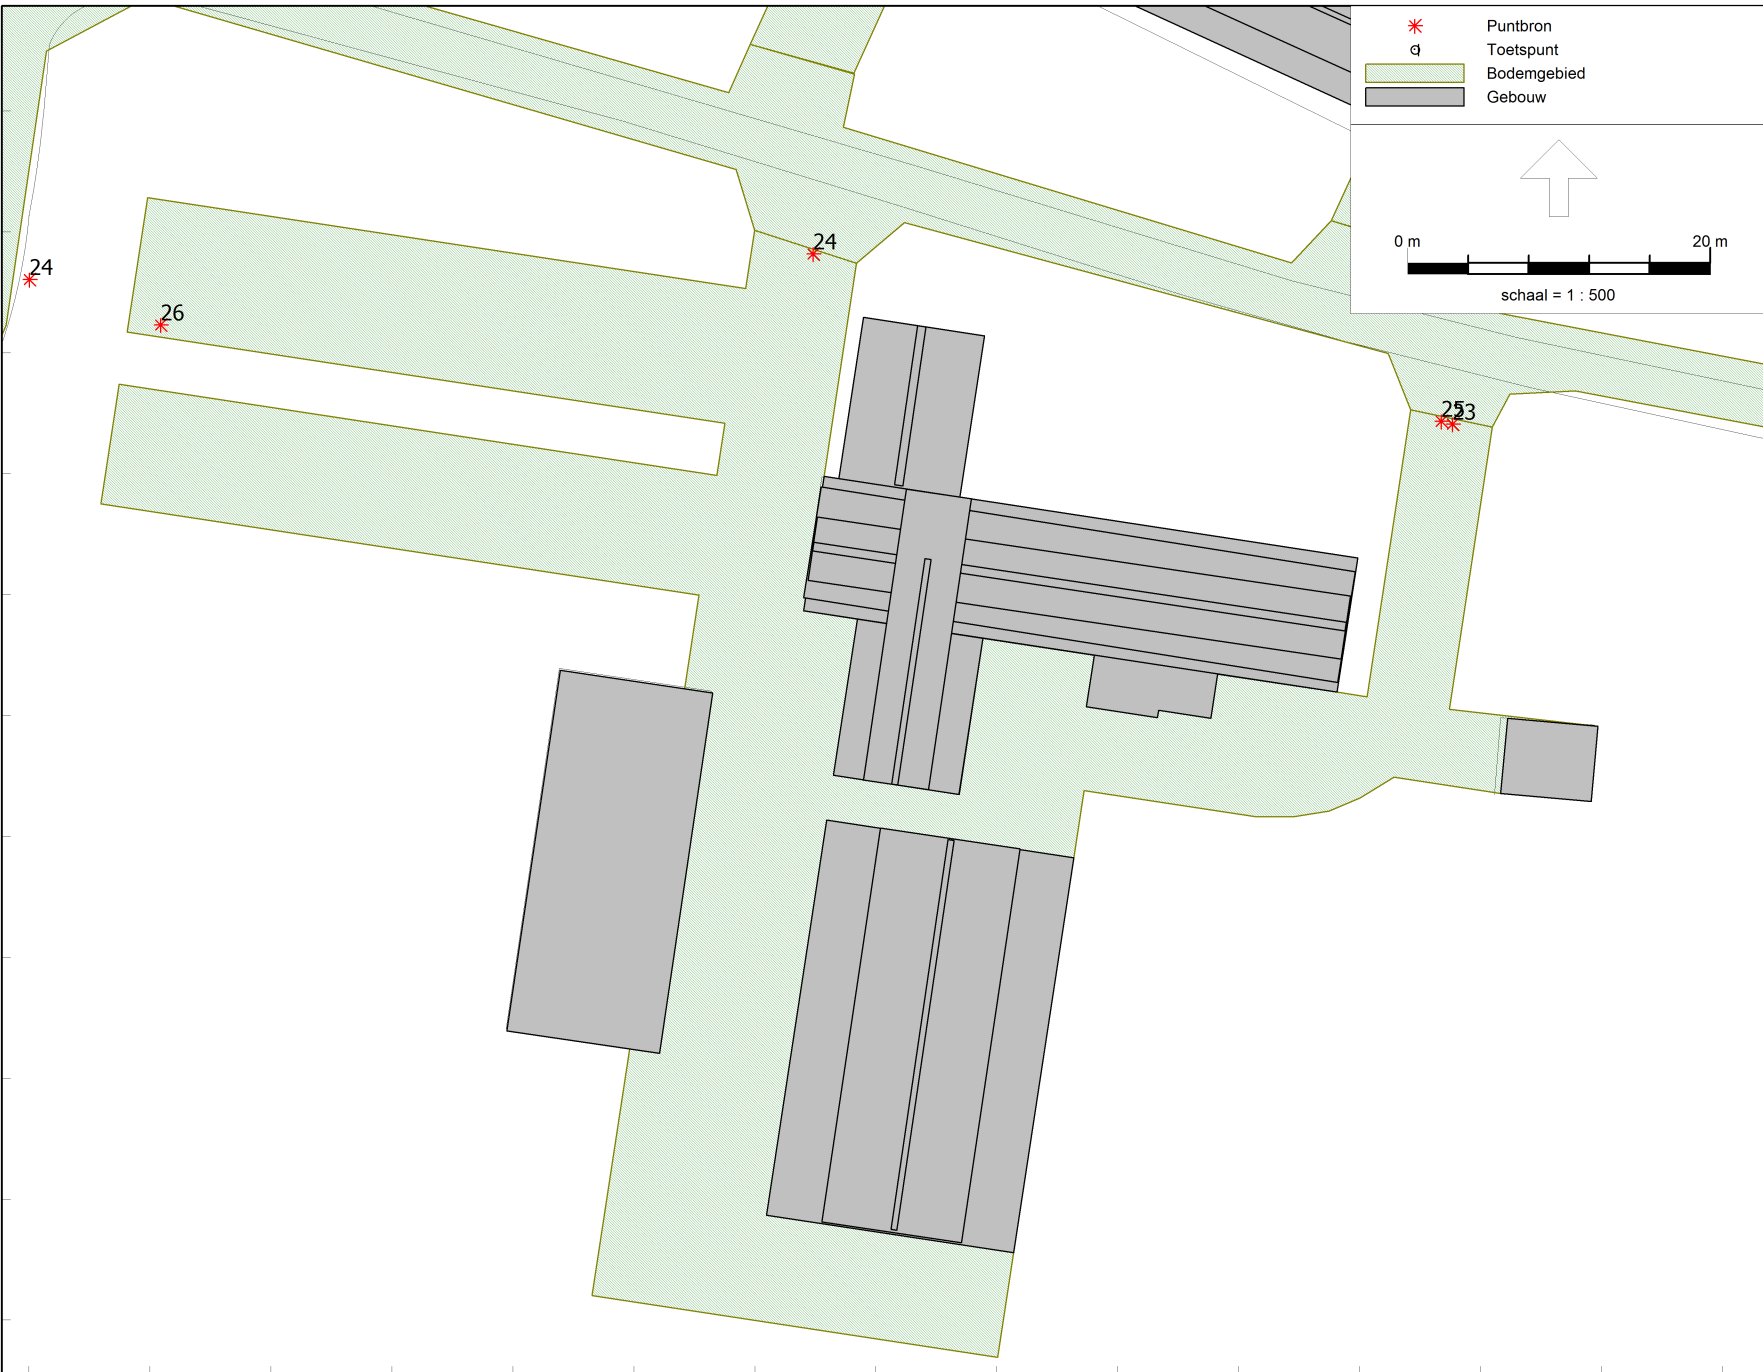 Puntbron
Toetspunt
Bodemgebied
Gebouw
0 m 20 m
schaal = 1 : 500
24
24
26
25
23